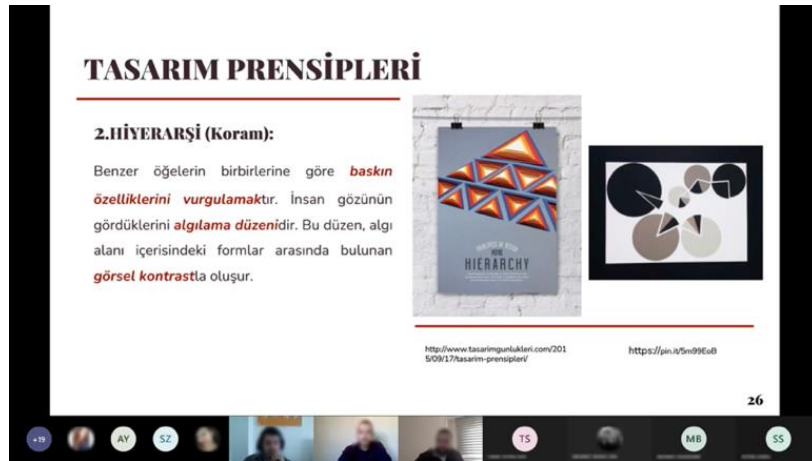 TASARIM PRENSİPLERİ
2.HİYERARŞİ (Koram):
Benzer öğelerin birbirlerine göre baskın
özelliklerini vurgulamaktır. İnsan gözünün
gördüklerini algılama düzenidir. Bu düzen, algı
alanı içerisindeki formlar arasında bulunan
görsel kontrastla oluşur.
HIERARCHY
http://www.tasarimgunlukleri.com/201
5/09/17/tasarim-prensipleri/
https://pin.it/5m99EoB
26
+19
AY
SZ
TS
MB
SS